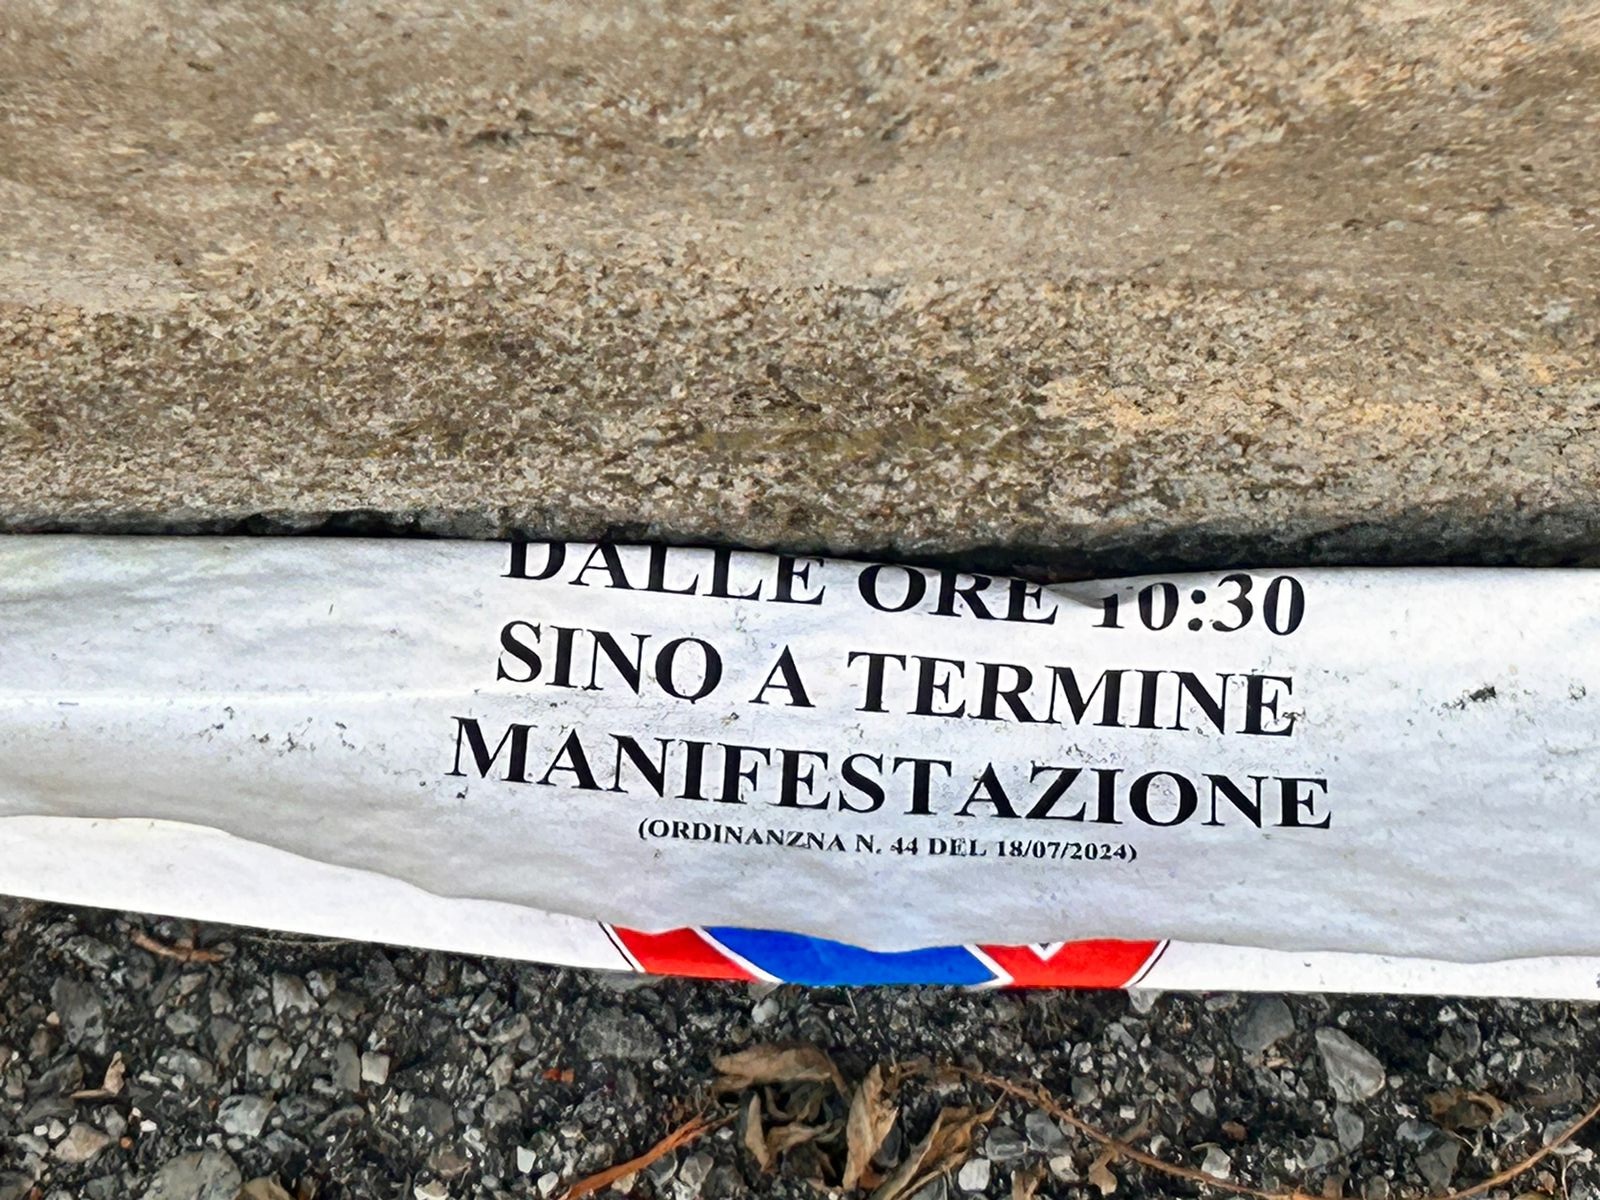 DALLE ORE 10:30
SINO A TERMINE
MANIFESTAZIONE
(ORDINANZNA N. 44 DEL 18/07/2024)